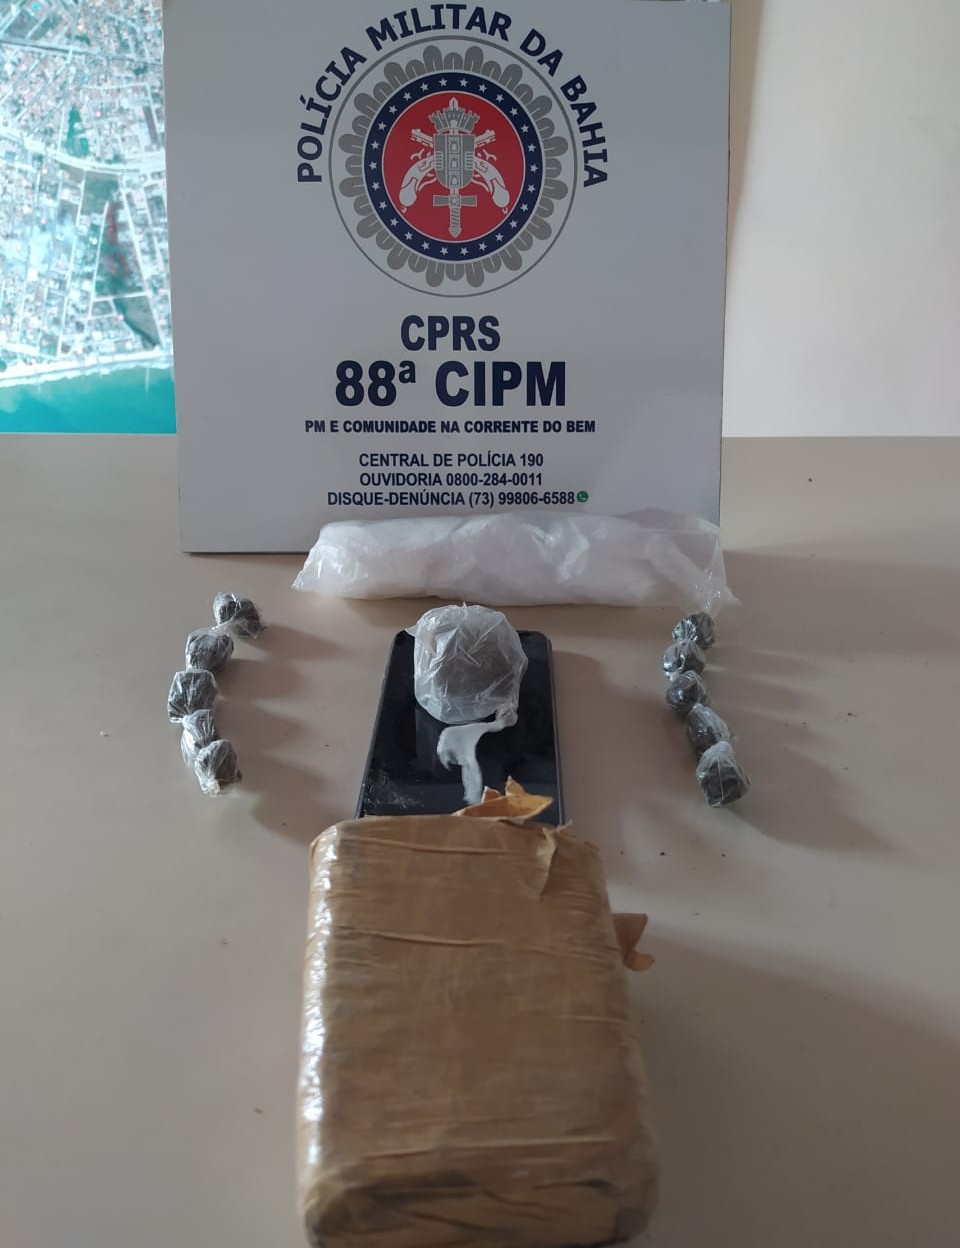 POLÍCIA MILITAR DA BAHIA
CPRS
88ª CIPM
PM E COMUNIDADE NA CORRENTE DO BEM
CENTRAL DE POLÍCIA 190
OUVIDORIA 0800-284-0011
DISQUE-DENÚNCIA (73) 99806-6588